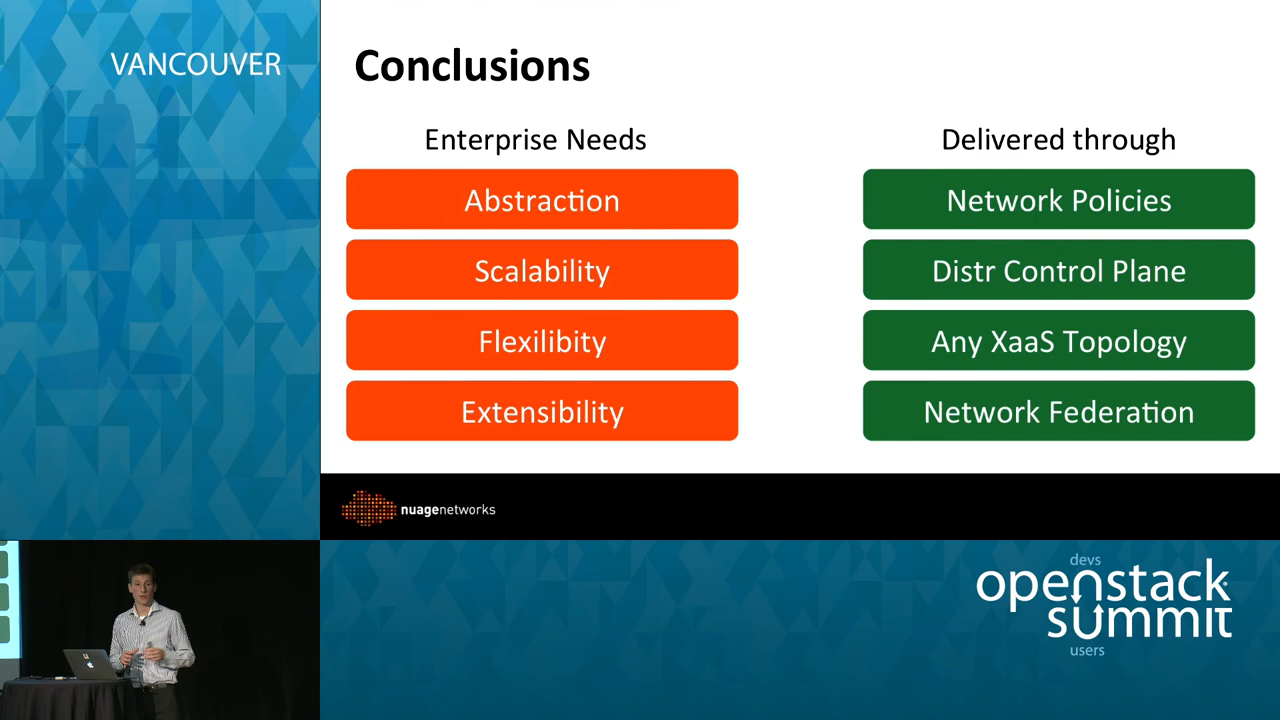 VANCOUVER
Conclusions
Enterprise Needs
Delivered through
Abstraction
Network Policies
Scalability
Distr Control Plane
Flexilibity
Any XaaS Topology
Extensibility
Network Federation
nuagenetworks
devs
openstack
summit
users